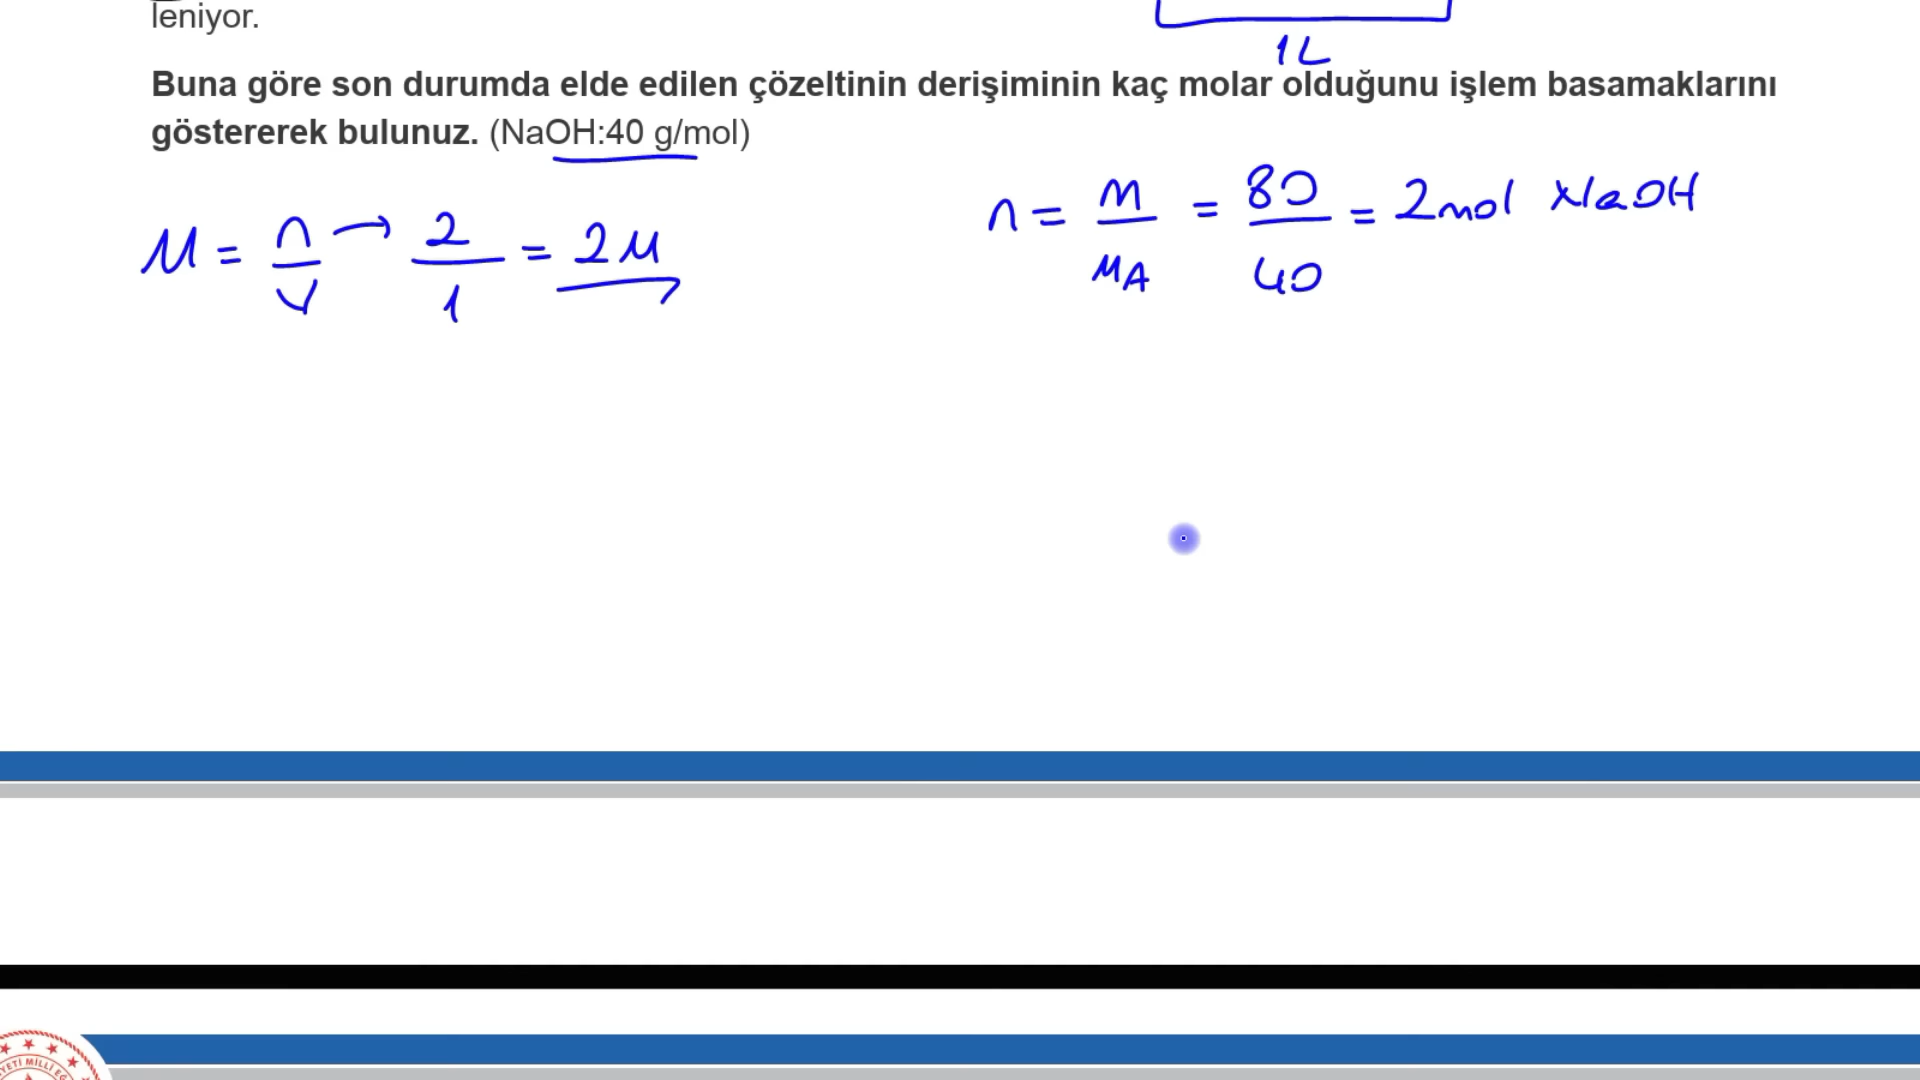 leniyor.
1L
Buna göre son durumda elde edilen çözeltinin derişiminin kaç molar olduğunu işlem basamaklarını
göstererek bulunuz. (NaOH:40 g/mol)
n = m/MA = 80/40 = 2mol NaOH
M = n/V → 2/1 = 2M